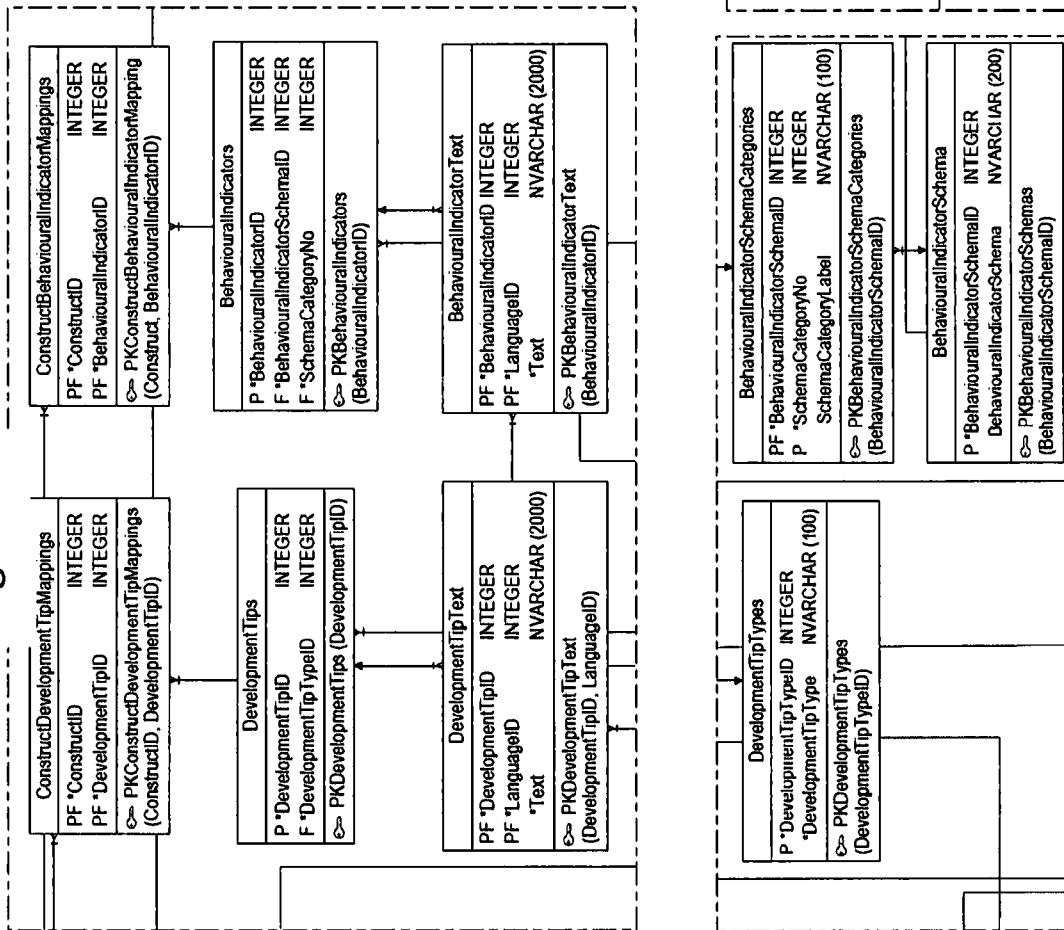 ConstructDevelopmentTipMappings
PF *ConstructID INTEGER
PF *DevelopmentTipID INTEGER
PKConstructDevelopmentTipMappings
(ConstructID, DevelopmentTipID)
ConstructBehaviouralIndicatorMappings
PF *ConstructID INTEGER
PF *BehaviouralIndicatorID INTEGER
PKConstructBehaviouralIndicatorMapping
(Construct, BehaviouralIndicatorID)
DevelopmentTips
P *DevelopmentTipID INTEGER
F *DevelopmentTipTypeID INTEGER
PKDevelopmentTips (DevelopmentTipID)
BehaviouralIndicators
P *BehaviouralIndicatorID INTEGER
F *BehaviouralIndicatorSchemaID INTEGER
F *SchemaCategoryNo INTEGER
PKBehaviouralIndicators
(BehaviouralIndicatorID)
DevelopmentTipText
PF *DevelopmentTipID INTEGER
PF *LanguageID INTEGER
*Text NVARCHAR (2000)
PKDevelopmentTipText
(DevelopmentTipID, LanguageID)
BehaviouralIndicatorText
PF *BehaviouralIndicatorID INTEGER
PF *LanguageID INTEGER
*Text NVARCHAR (2000)
PKBehaviouralIndicatorText
(BehaviouralIndicatorID)
DevelopmentTipTypes
P *DevelopmentTipTypeID INTEGER
*DevelopmentTipType NVARCHAR (100)
PKDevelopmentTipTypes
(DevelopmentTipTypeID)
BehaviouralIndicatorSchemaCategories
PF *BehaviouralIndicatorSchemaID INTEGER
P *SchemaCategoryNo INTEGER
SchemaCategoryLabel NVARCHAR (100)
PKBehaviouralIndicatorSchemaCategories
(BehaviouralIndicatorSchemaID)
BehaviouralIndicatorSchema
P *BehaviouralIndicatorSchemaID INTEGER
BehaviouralIndicatorSchema NVARCHAR (200)
PKBehaviouralIndicatorSchemas
(BehaviouralIndicatorSchemaID)